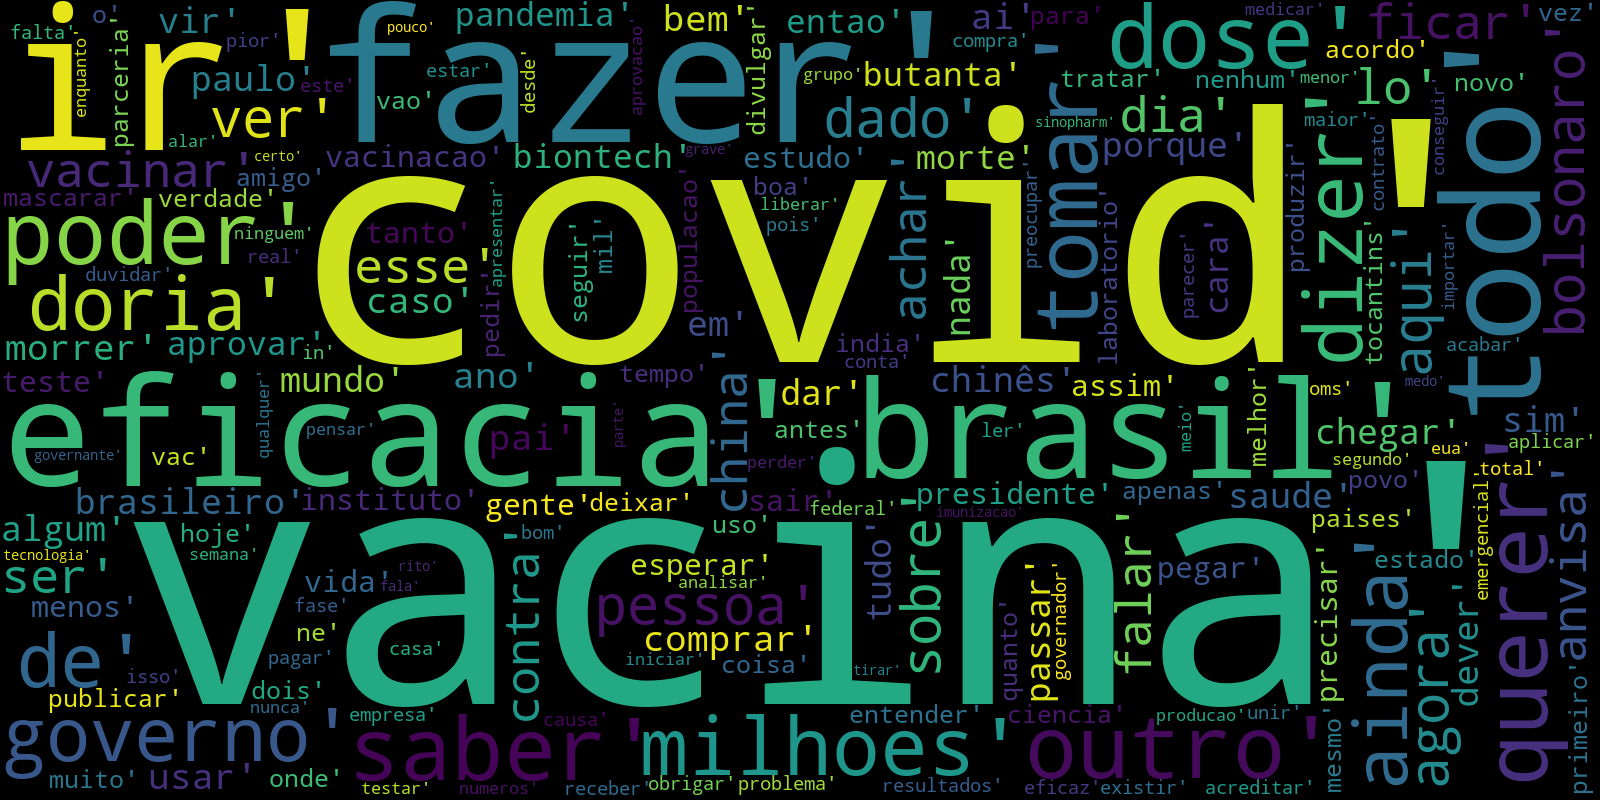 ir'
fazer'
covid'
vacina'
todo'
eficacia'
brasil'
poder'
doria'
governo'
saber'
milhoes'
outro'
querer'
ainda'
agora'
anvisa'
bolsonaro'
dizer'
tomar'
dose'
ficar'
lo'
dia'
dado'
ver'
vir'
paulo'
vacinar'
falta'
o'
enquanto'
parceria'
pior'
alar'
este'
pouco'
pandemia'
estar'
vao'
desde'
bem'
aprovacao'
divulgar'
entao'
grupo'
butanta'
ai'
para'
compra'
sinopharm'
tratar'
nenhum'
medicar'
acordo'
menor'
maior'
vez'
novo'
conseguir'
contrato'
certo'
vacinacao'
biontech'
grave'
estudo'
morte'
porque'
mascarar'
verdade'
amigo'
ninguem'
real'
duvidar'
tanto'
esse'
caso'
apresentar'
seguir'
mil'
populacao'
boa'
liberar'
pois'
achar'
nada'
preocupar'
laboratorio'
parecer'
cara'
produzir'
tocantins'
aqui'
importar'
acabar'
morrer'
aprovar'
in'
pedir'
em'
india'
conta'
teste'
qualquer'
mundo'
ano'
tempo'
china'
dar'
chinês'
assim'
melhor'
oms'
medo'
sim'
governante'
vac'
pensar'
pai'
parte'
antes'
perder'
ler'
meio'
chegar'
eua'
segundo'
aplicar'
total'
povo'
brasileiro'
instituto'
gente'
deixar'
sair'
federal'
presidente'
imunizacao'
apenas'
saude'
paises'
emergencial'
algum'
hoje'
tecnologia'
semana'
ser'
menos'
vida'
rito'
fala'
fase'
contra'
bom'
uso'
esperar'
analisar'
tudo'
sobre'
pessoa'
comprar'
iniciar'
coisa'
tirar'
quanto'
passar'
governador'
falar'
pegar'
precisar'
estado'
dever'
primeiro'
de'
isso'
ne'
pagar'
casa'
publicar'
dois'
nunca'
empresa'
causa'
entender'
ciencia'
producao'
unir'
mesmo'
muito'
usar'
onde'
testar'
numeros'
receber'
obrigar'
problema'
resultados'
eficaz'
existir'
acreditar'